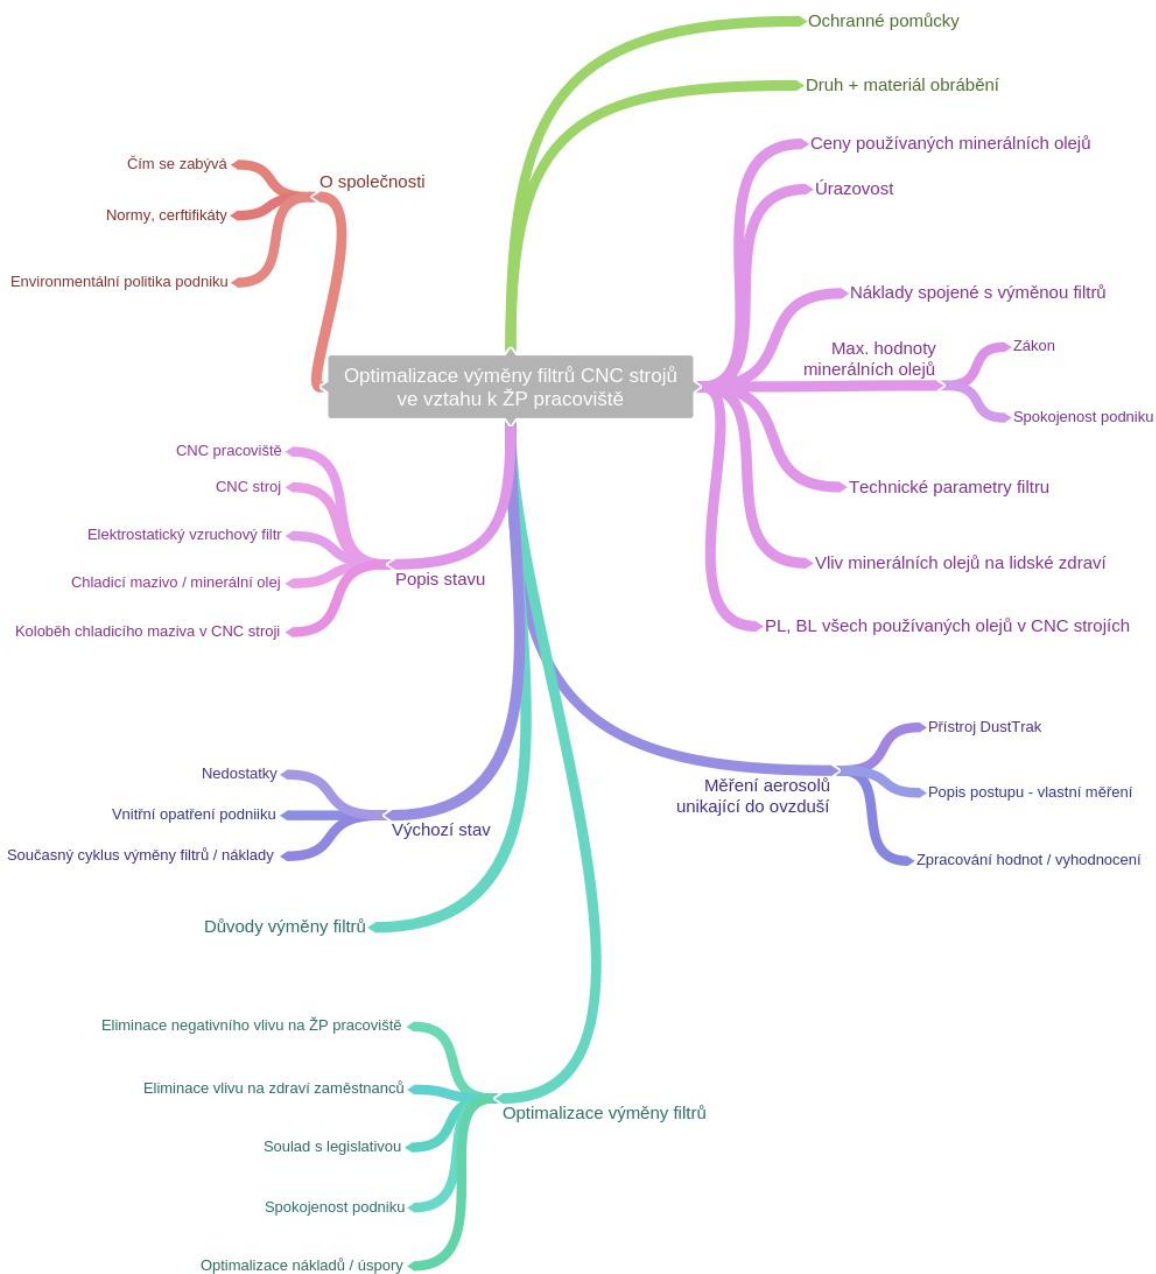 Ochranné pomůcky
Druh + materiál obrábění
Ceny používaných minerálních olejů
Úrazovost
Náklady spojené s výměnou filtrů
Max. hodnoty
minerálních olejů
Zákon
Spokojenost podniku
Technické parametry filtru
Vliv minerálních olejů na lidské zdraví
PL, BL všech používaných olejů v CNC strojích
O společnosti
Čím se zabývá
Normy, cerftifikáty
Environmentální politika podniku
Optimalizace výměny filtrů CNC strojů
ve vztahu k ŽP pracoviště
CNC pracoviště
CNC stroj
Elektrostatický vzruchový filtr
Chladicí mazivo / minerální olej
Koloběh chladicího maziva v CNC stroji
Popis stavu
Přístroj DustTrak
Měření aerosolů
unikající do ovzduší
Popis postupu - vlastní měření
Zpracování hodnot / vyhodnocení
Nedostatky
Vnitřní opatření podniiku
Současný cyklus výměny filtrů / náklady
Výchozí stav
Důvody výměny filtrů
Eliminace negativního vlivu na ŽP pracoviště
Eliminace vlivu na zdraví zaměstnanců
Soulad s legislativou
Spokojenost podniku
Optimalizace nákladů / úspory
Optimalizace výměny filtrů